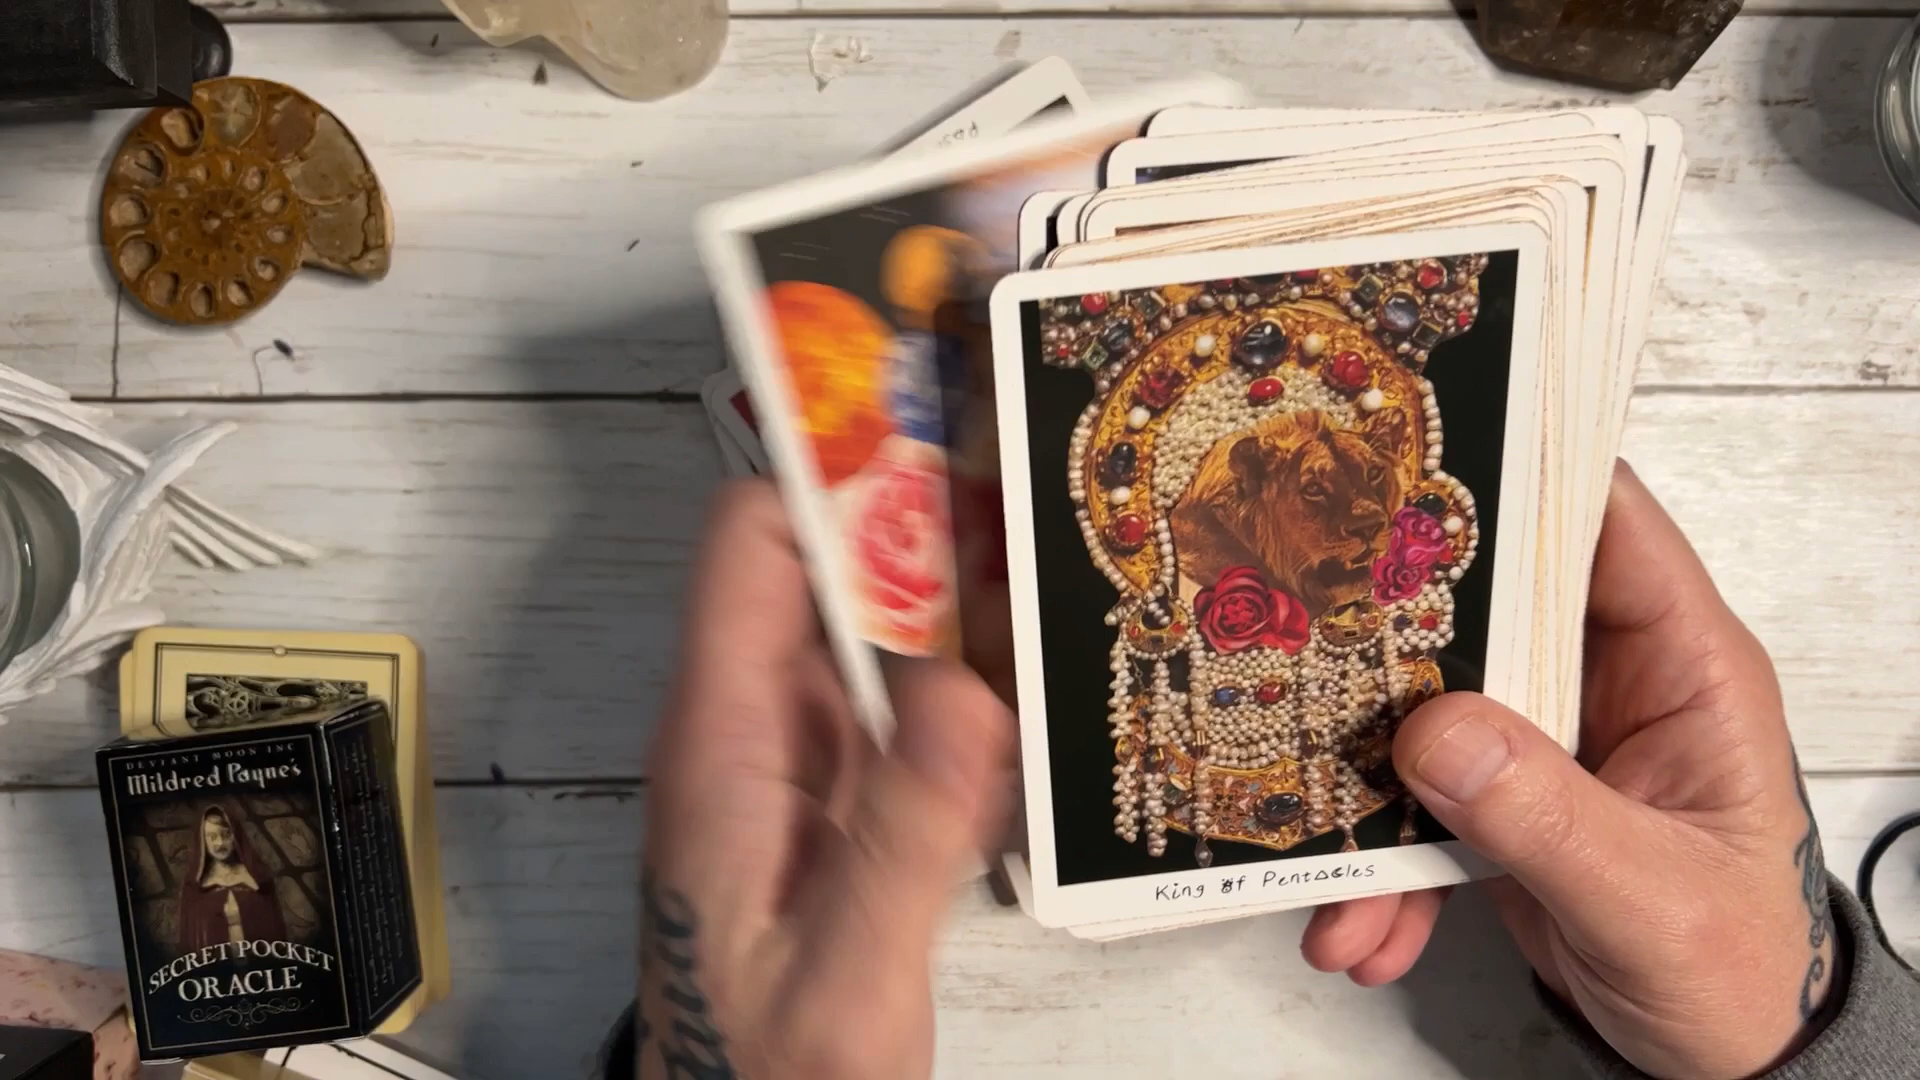 King of Pentacles
DEVIANT MOON INC
Mildred Payne's
SECRET POCKET
ORACLE